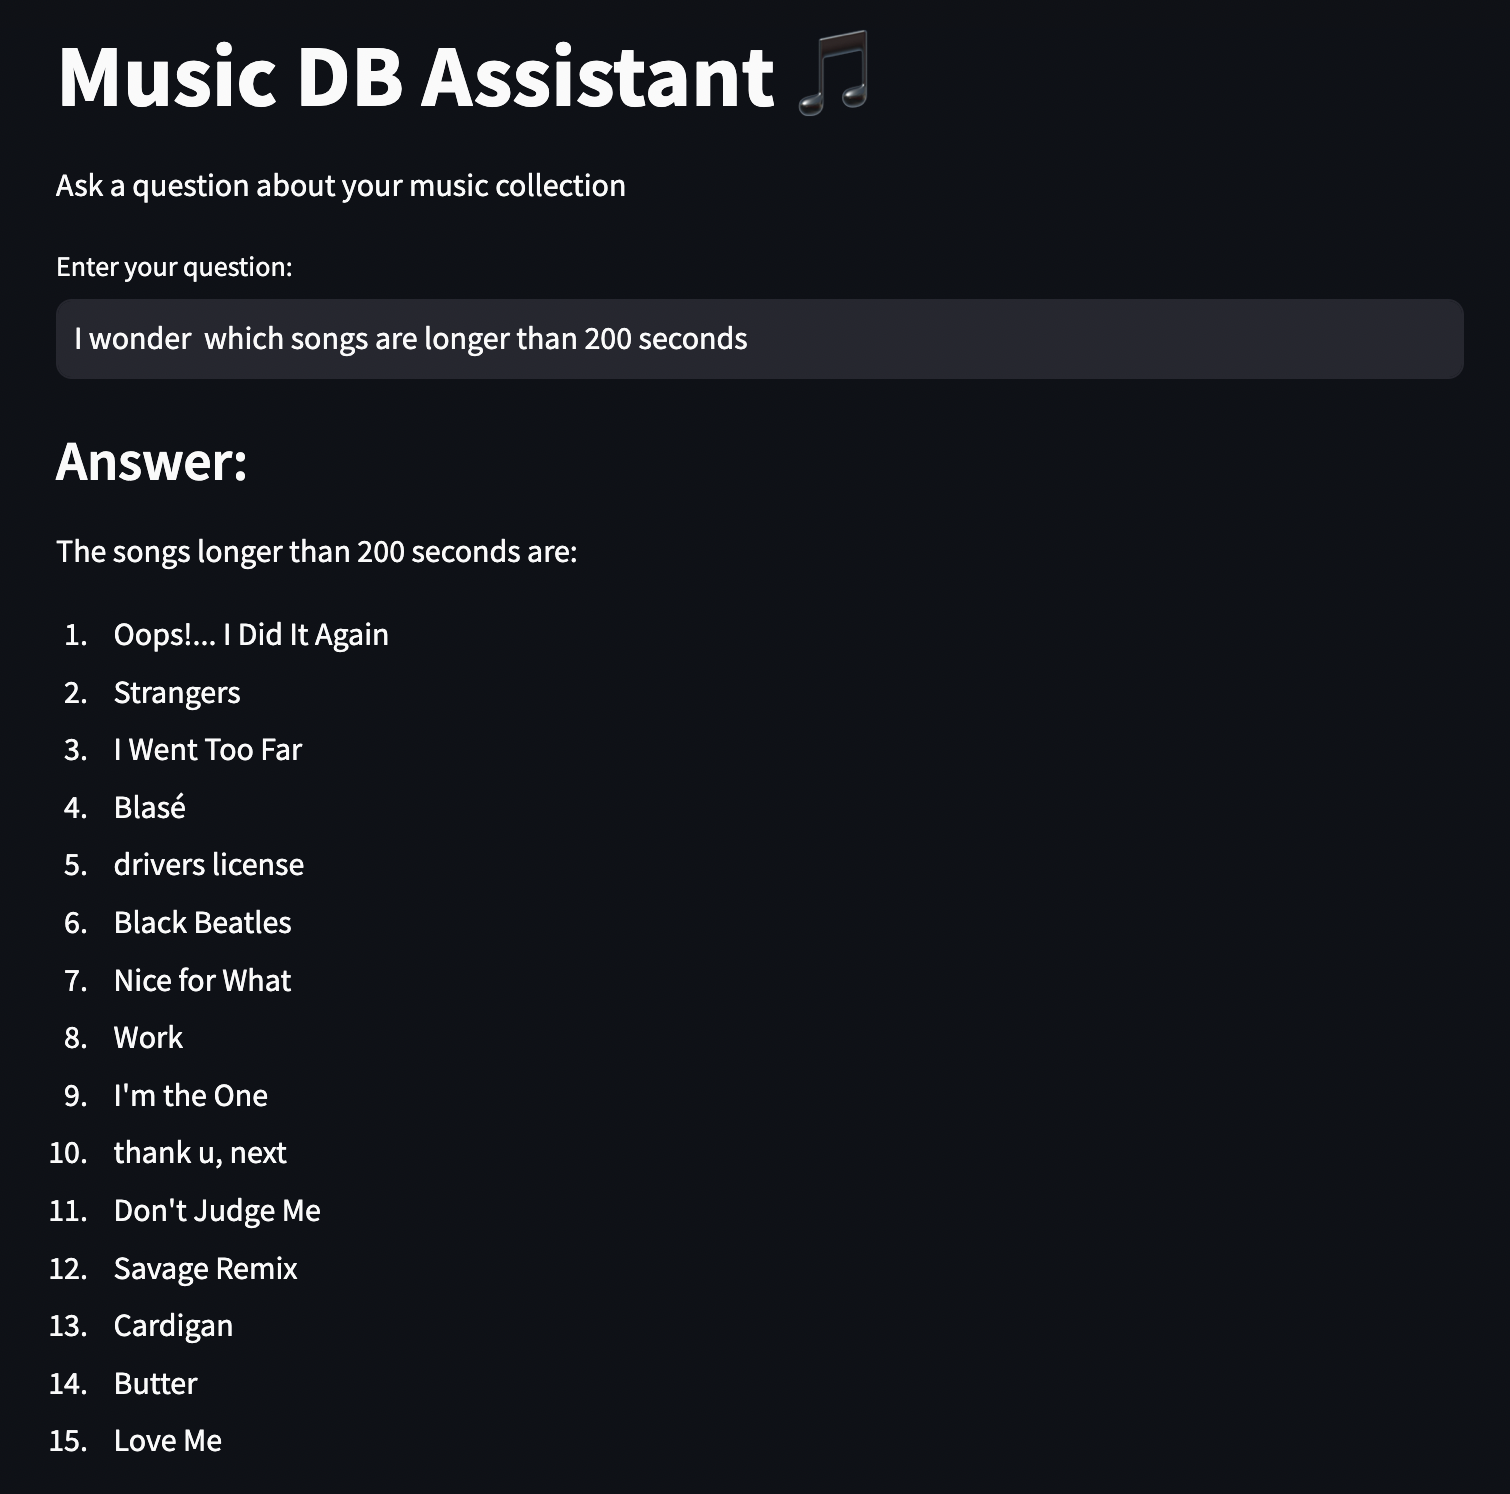 Music DB Assistant 🎵
Ask a question about your music collection
Enter your question:
I wonder  which songs are longer than 200 seconds
Answer:
The songs longer than 200 seconds are:
1. Oops!... I Did It Again
2. Strangers
3. I Went Too Far
4. Blasé
5. drivers license
6. Black Beatles
7. Nice for What
8. Work
9. I'm the One
10. thank u, next
11. Don't Judge Me
12. Savage Remix
13. Cardigan
14. Butter
15. Love Me